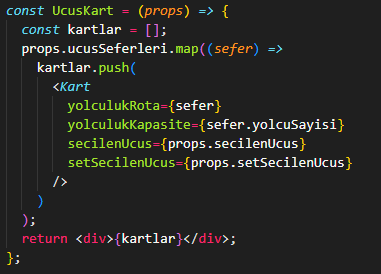 const UcusKart = (props) => {
  const kartlar = [];
  props.ucusSeferleri.map((sefer) =>
    kartlar.push(
      <Kart
        yolculukRota={sefer}
        yolculukKapasite={sefer.yolcuSayisi}
        secilenUcus={props.secilenUcus}
        setSecilenUcus={props.setSecilenUcus}
      />
    )
  );
  return <div>{kartlar}</div>;
};